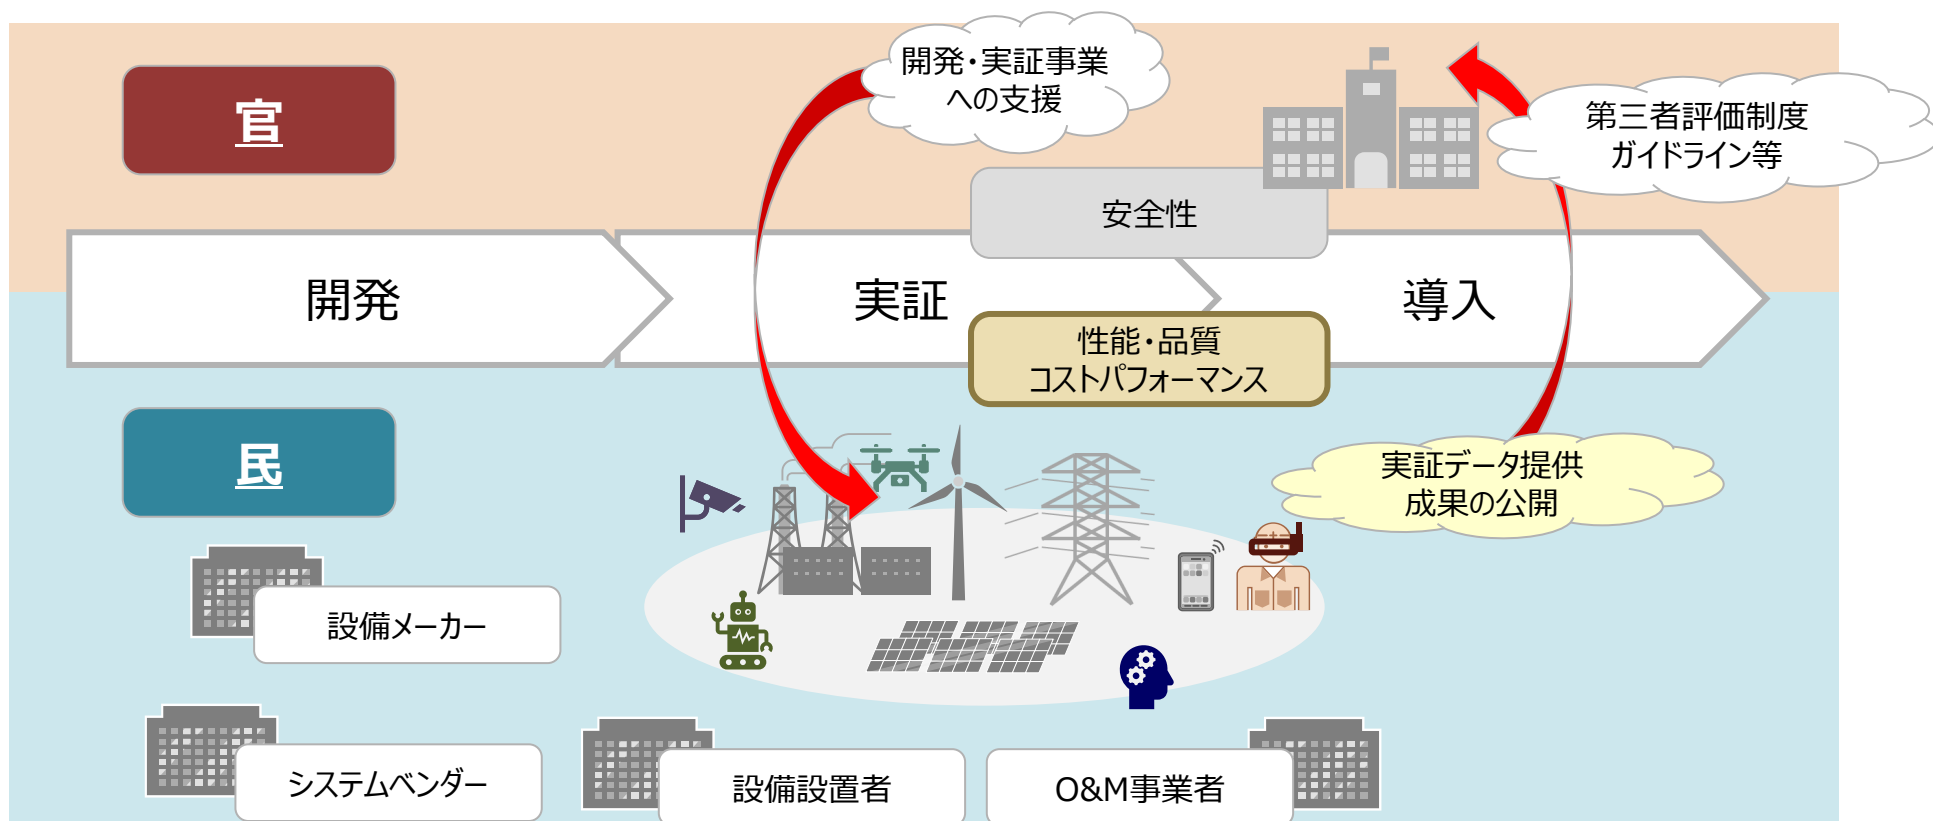 官
開発・実証事業
への支援
第三者評価制度
ガイドライン等
安全性
開発
実証
導入
性能・品質
コストパフォーマンス
民
実証データ提供
成果の公開
設備メーカー
システムベンダー
設備設置者
O&M事業者